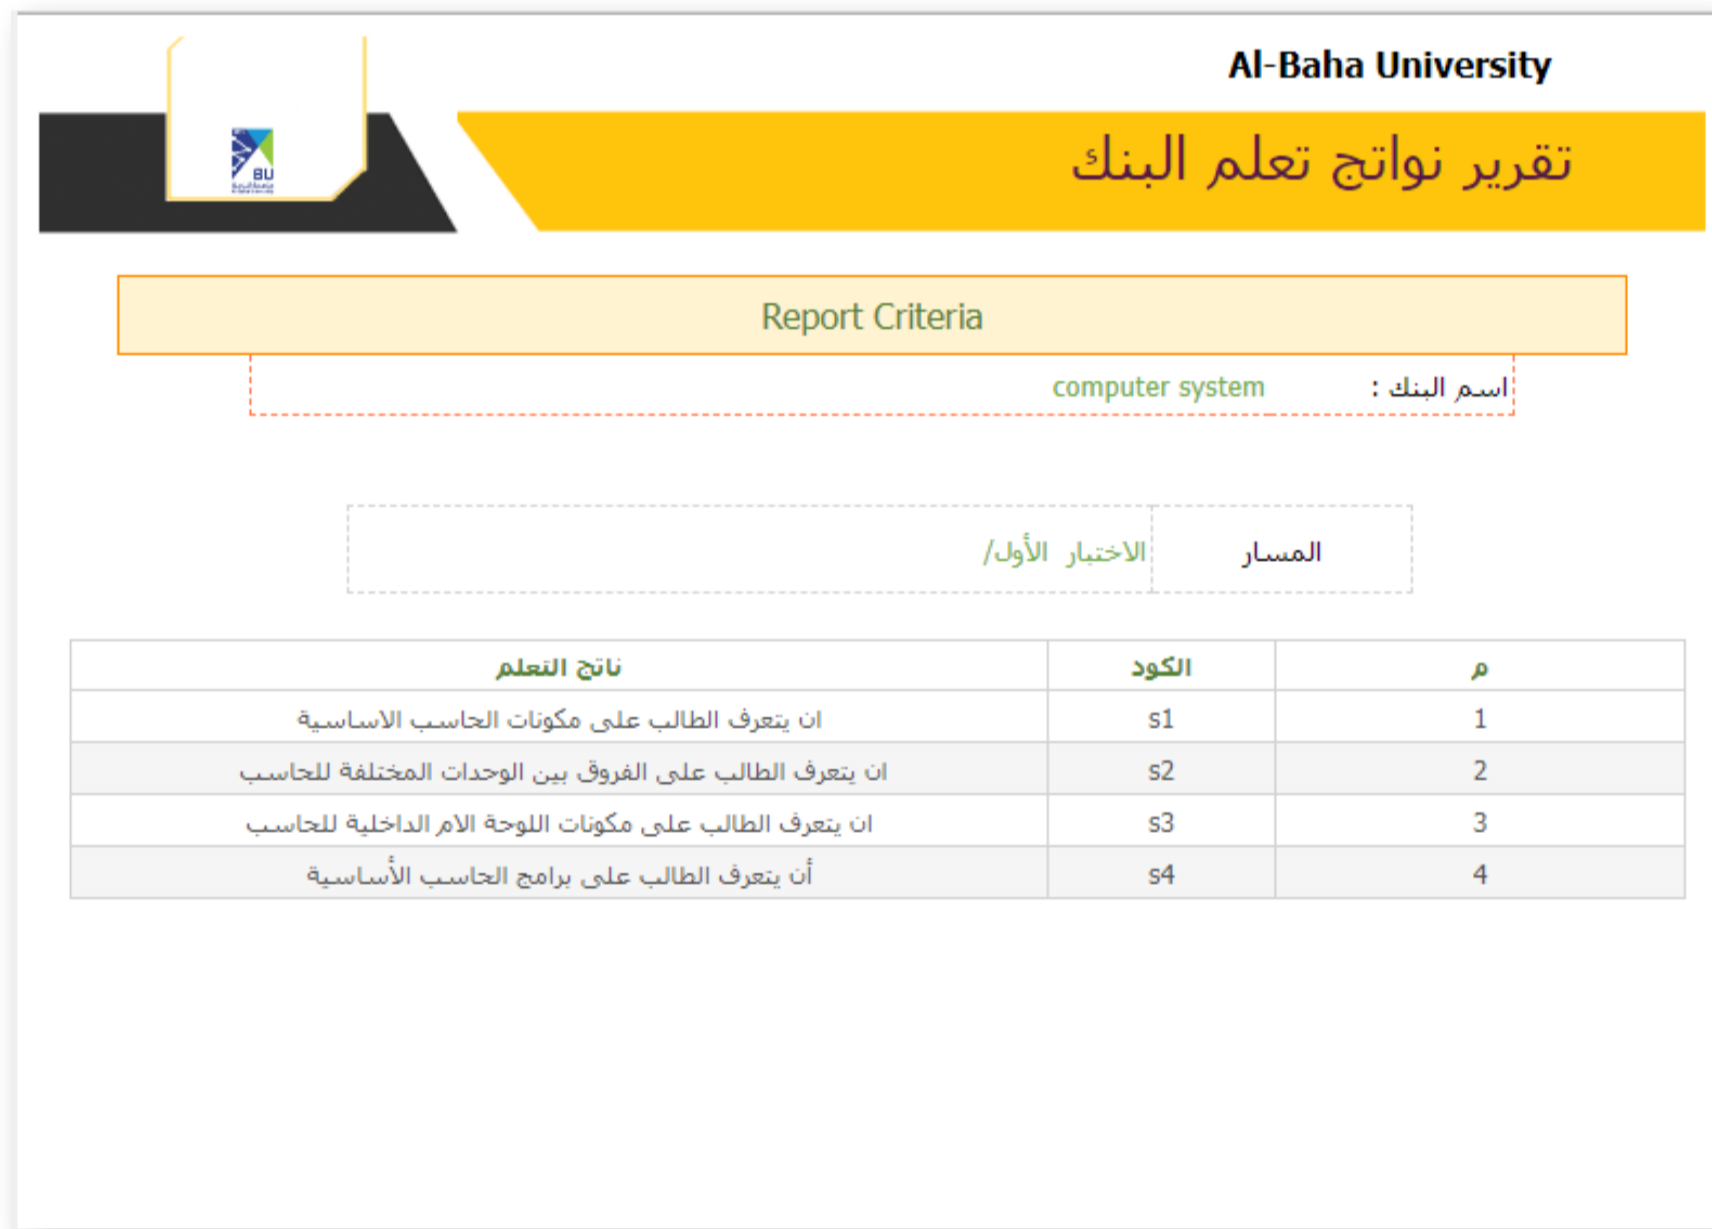 Al-Baha University
تقرير نواتج تعلم البنك
BU
Report Criteria
اسم البنك : computer system
المسار الاختبار الأول/
م الكود ناتج التعلم
1 s1 ان يتعرف الطالب على مكونات الحاسب الاساسية
2 s2 ان يتعرف الطالب على الفروق بين الوحدات المختلفة للحاسب
3 s3 ان يتعرف الطالب على مكونات اللوحة الام الداخلية للحاسب
4 s4 أن يتعرف الطالب على برامج الحاسب الأساسية